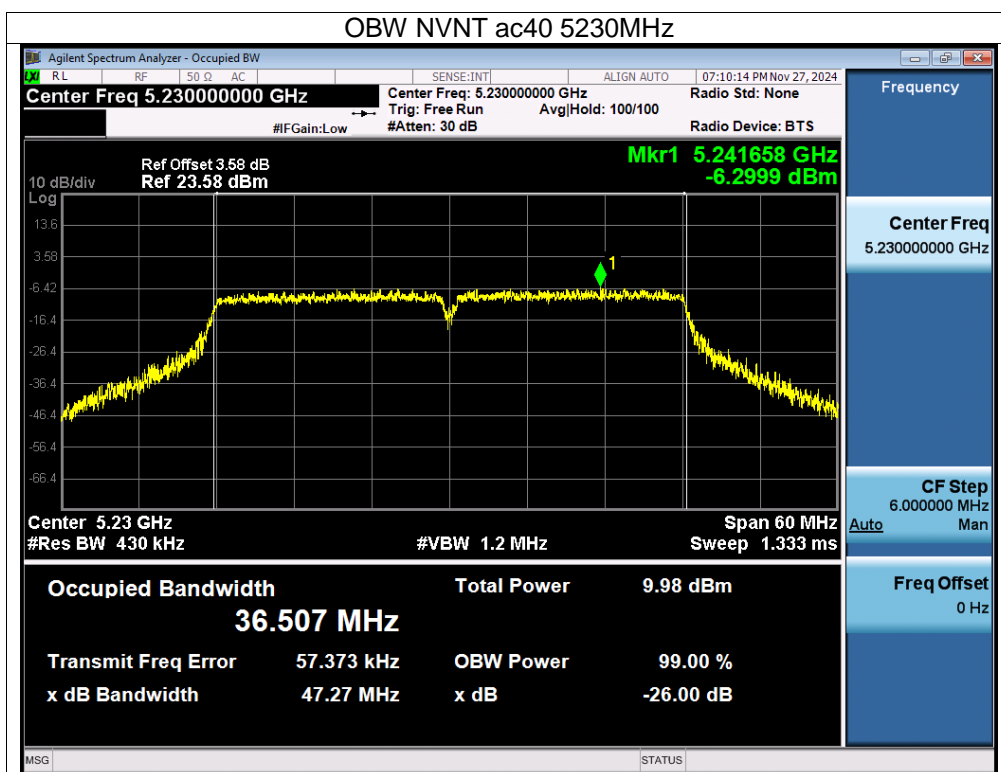 OBW NVNT ac40 5230MHz
Agilent Spectrum Analyzer - Occupied BW
LXI RL RF 50 Ω AC SENSE:INT ALIGN AUTO 07:10:14 PM Nov 27, 2024
Center Freq 5.230000000 GHz
Center Freq: 5.230000000 GHz Radio Std: None
Trig: Free Run Avg|Hold: 100/100
#IFGain:Low #Atten: 30 dB Radio Device: BTS
Frequency
Mkr1 5.241658 GHz
-6.2999 dBm
Ref Offset 3.58 dB
10 dB/div Ref 23.58 dBm
Log
13.6
3.58
-6.42
-16.4
-26.4
-36.4
-46.4
-56.4
-66.4
1
Center 5.23 GHz Span 60 MHz
#Res BW 430 kHz #VBW 1.2 MHz Sweep 1.333 ms
Occupied Bandwidth Total Power 9.98 dBm
36.507 MHz
Transmit Freq Error 57.373 kHz OBW Power 99.00 %
x dB Bandwidth 47.27 MHz x dB -26.00 dB
Center Freq
5.230000000 GHz
CF Step
6.000000 MHz
Auto Man
Freq Offset
0 Hz
MSG STATUS